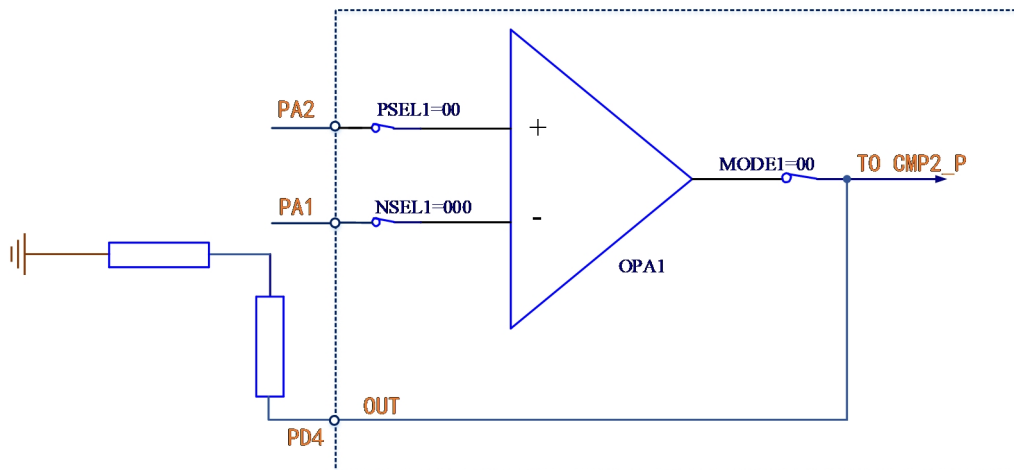 PA2
PSEL1=00
+
MODE1=00
TO CMP2_P
PA1
NSEL1=000
-
OPA1
OUT
PD4